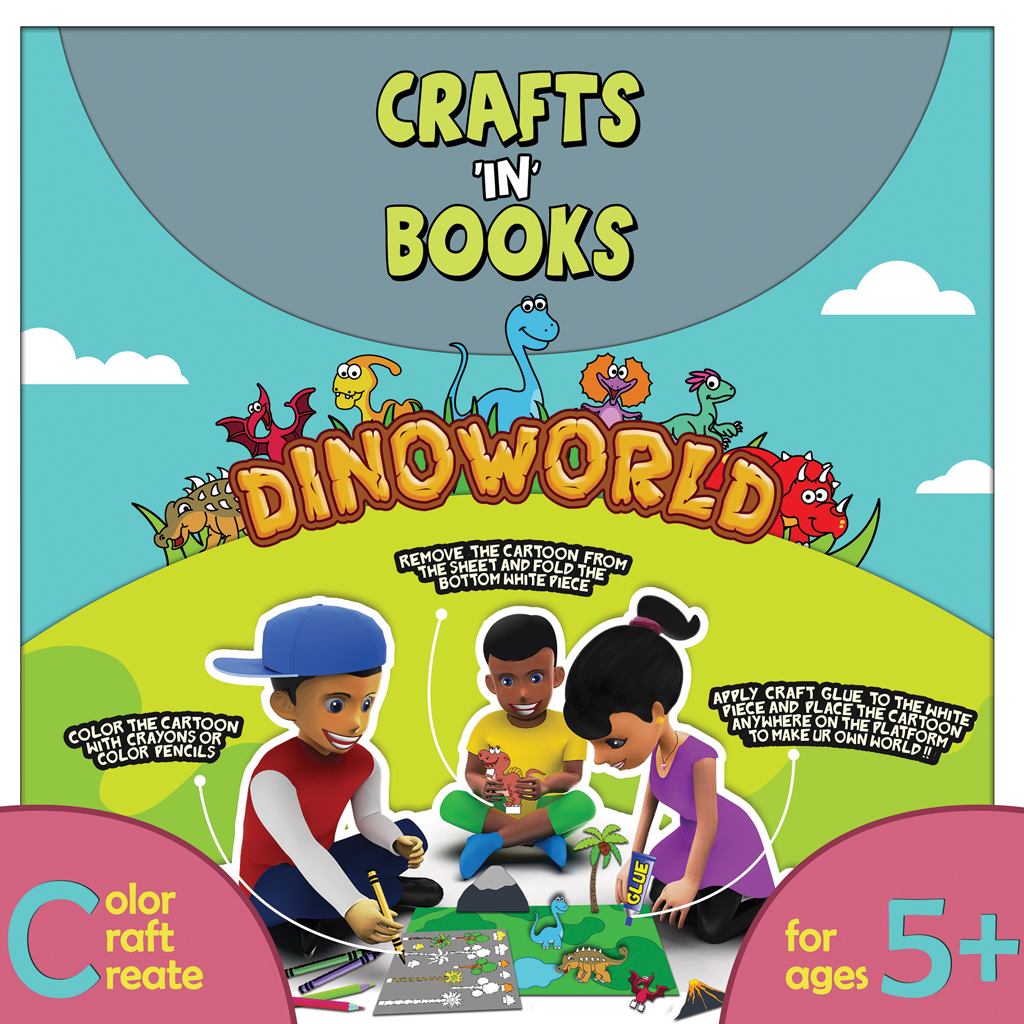 CRAFTS
'IN'
BOOKS
DINOWORLD
REMOVE THE CARTOON FROM
THE SHEET AND FOLD THE
BOTTOM WHITE PIECE
COLOR THE CARTOON
WITH CRAYONS OR
COLOR PENCILS
APPLY CRAFT GLUE TO THE WHITE
PIECE AND PLACE THE CARTOON
ANYWHERE ON THE PLATFORM
TO MAKE UR OWN WORLD !!
GLUE
Color
raft
reate
for
ages
5+